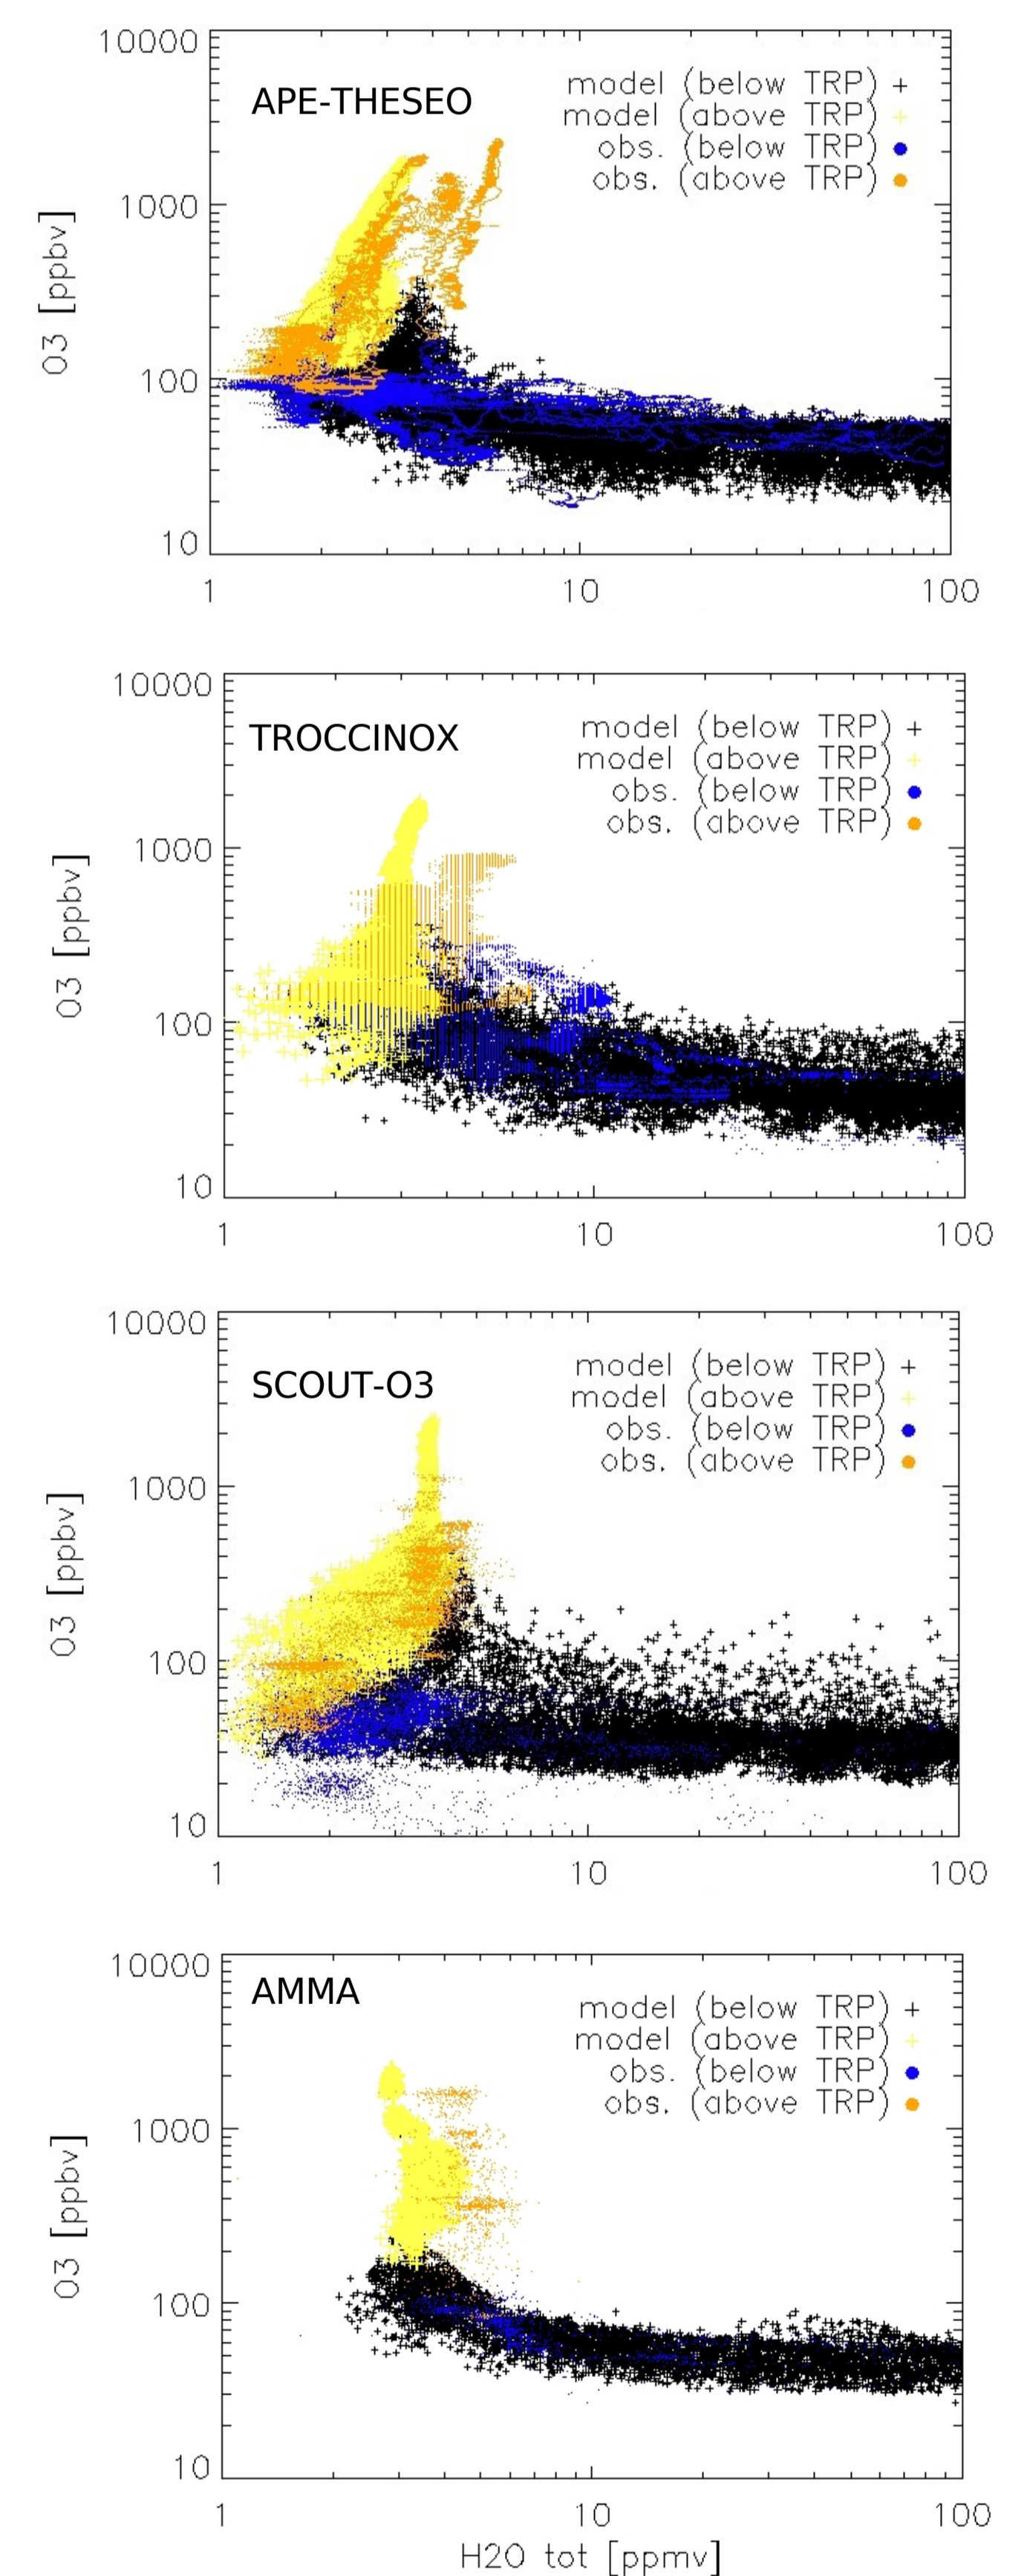 10000
APE-THESEO
model (below TRP)
model (above TRP)
obs. (below TRP)
obs. (above TRP)
1000
O3 [ppbv]
100
10
1 10 100
10000
TROCCINOX
model (below TRP)
model (above TRP)
obs. (below TRP)
obs. (above TRP)
1000
O3 [ppbv]
100
10
1 10 100
10000
SCOUT-O3
model (below TRP)
model (above TRP)
obs. (below TRP)
obs. (above TRP)
1000
O3 [ppbv]
100
10
1 10 100
10000
AMMA
model (below TRP)
model (above TRP)
obs. (below TRP)
obs. (above TRP)
1000
O3 [ppbv]
100
10
1 10 100
H2O tot [ppmv]